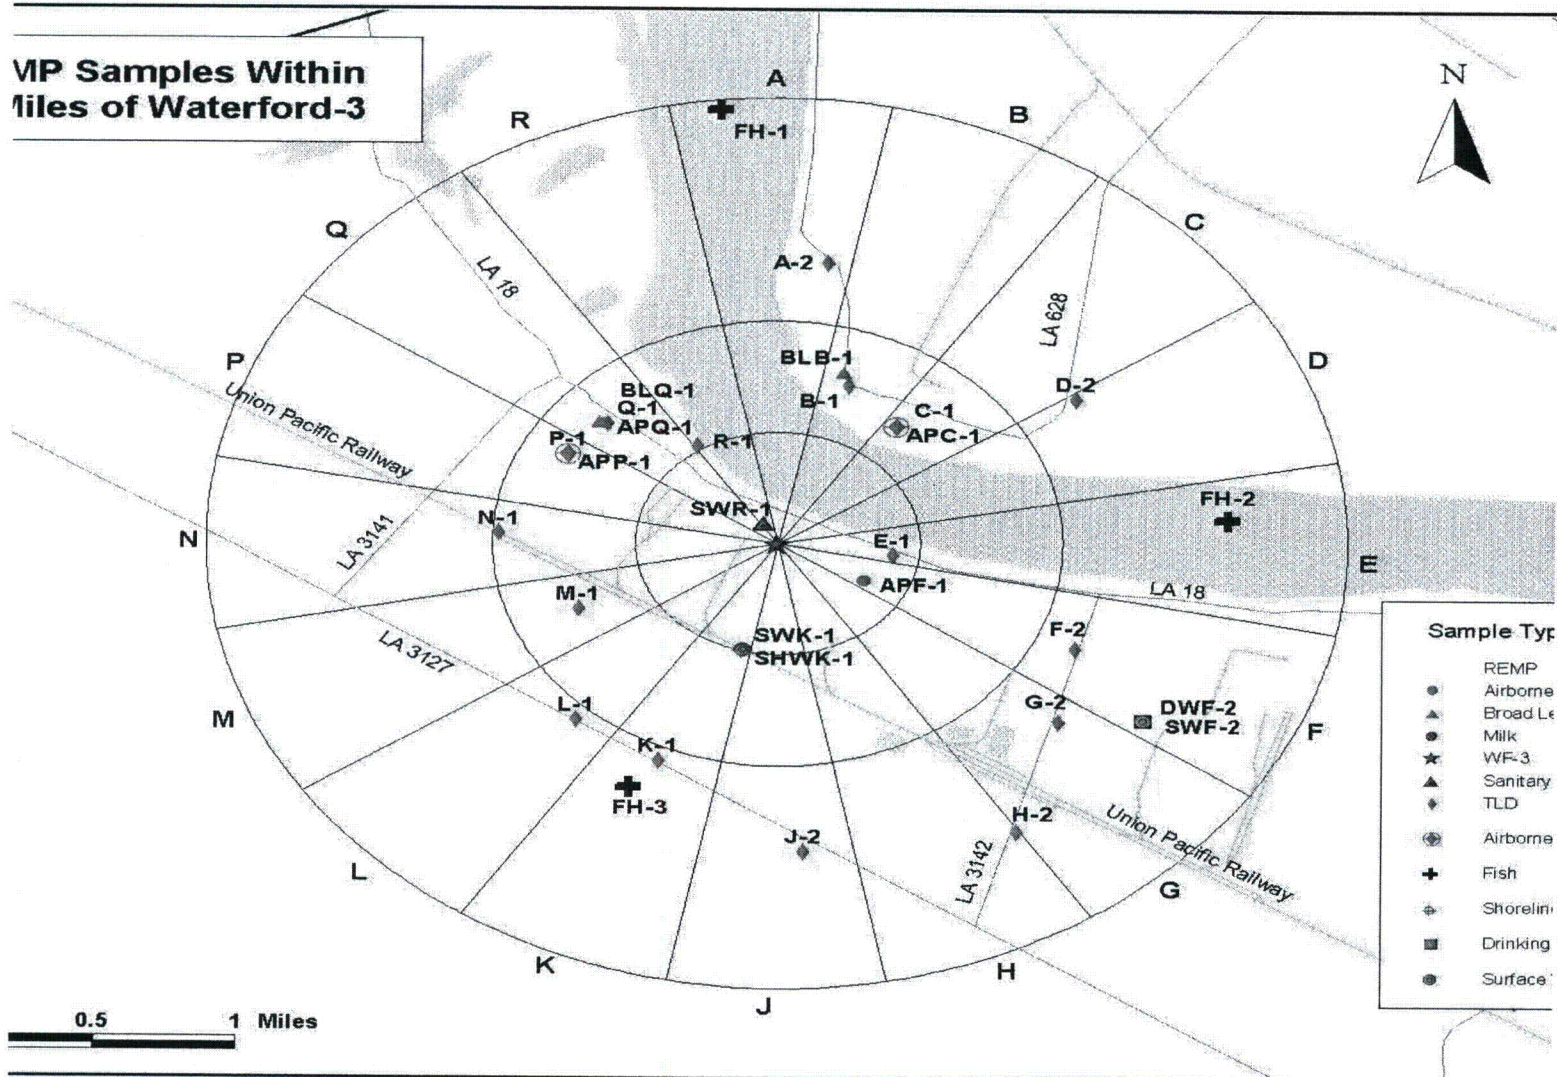 MP Samples Within
Miles of Waterford-3
N
A
B
R
FH-1
C
Q
A-2
LA 18
LA 628
D
P
BLB-1
B-1
D-2
Union Pacific Railway
BLQ-1
Q-1
APQ-1
C-1
APC-1
P-1
APP-1
R-1
FH-2
SWR-1
N-1
N
LA 3141
E-1
E
APF-1
LA 18
M-1
SWK-1
SHWK-1
F-2
LA 3127
L-1
G-2
DWF-2
SWF-2
M
F
K-1
FH-3
H-2
Union Pacific Railway
J-2
LA 3142
L
G
K
H
J
0.5 1 Miles
Sample Typ
REMP
Airborne
Broad Le
Milk
WF-3
Sanitary
TLD
Airborne
Fish
Shorelin
Drinking
Surface